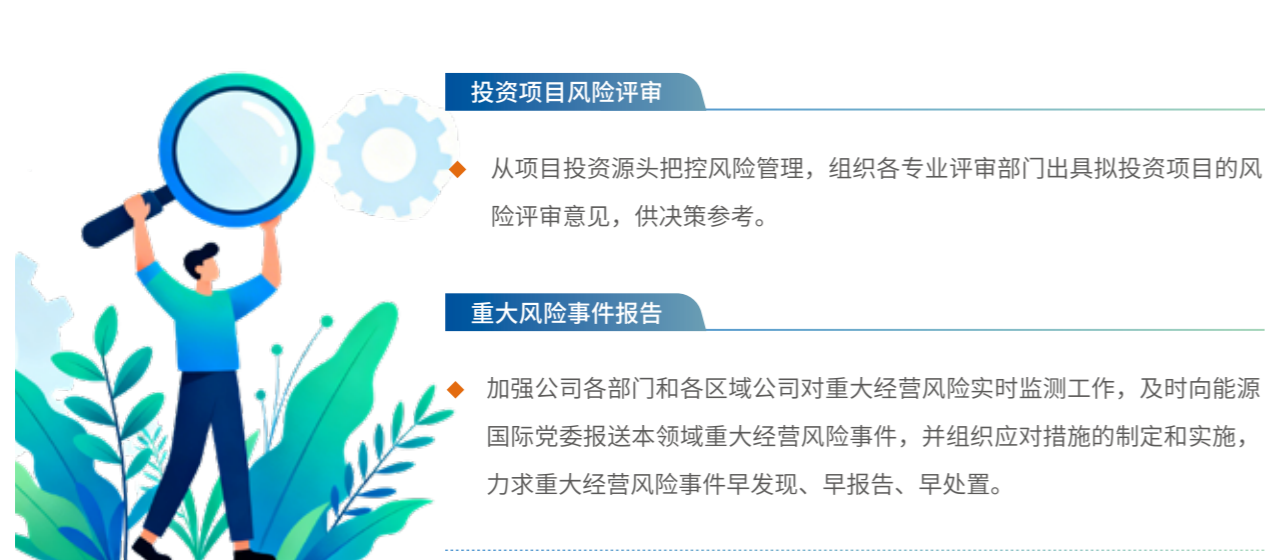 投资项目风险评审
从项目投资源头把控风险管理，组织各专业评审部门出具拟投资项目的风
险评审意见，供决策参考。
重大风险事件报告
加强公司各部门和各区域公司对重大经营风险实时监测工作，及时向能源
国际党委报送本领域重大经营风险事件，并组织应对措施的制定和实施，
力求重大经营风险事件早发现、早报告、早处置。